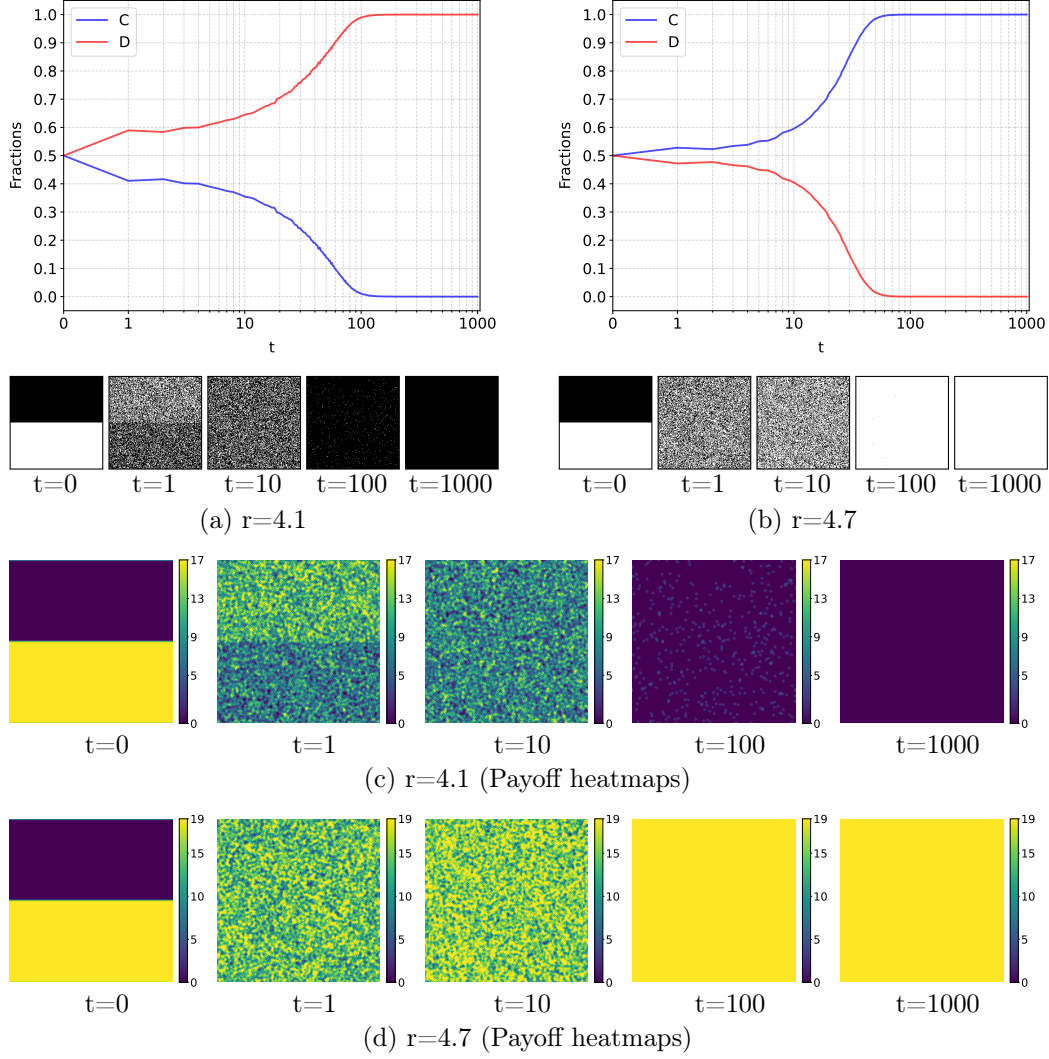 C
D
1.0
0.9
0.8
0.7
0.6
0.5
0.4
0.3
0.2
0.1
0.0
Fractions
0 1 10 100 1000
t
C
D
1.0
0.9
0.8
0.7
0.6
0.5
0.4
0.3
0.2
0.1
0.0
Fractions
0 1 10 100 1000
t
t=0 t=1 t=10 t=100 t=1000
t=0 t=1 t=10 t=100 t=1000
(a) r=4.1
(b) r=4.7
17 17 17 17 17
13 13 13 13 13
9 9 9 9 9
4 4 4 4 4
0 0 0 0 0
t=0 t=1 t=10 t=100 t=1000
(c) r=4.1 (Payoff heatmaps)
19 19 19 19 19
15 15 15 15 15
10 10 10 10 10
5 5 5 5 5
0 0 0 0 0
t=0 t=1 t=10 t=100 t=1000
(d) r=4.7 (Payoff heatmaps)